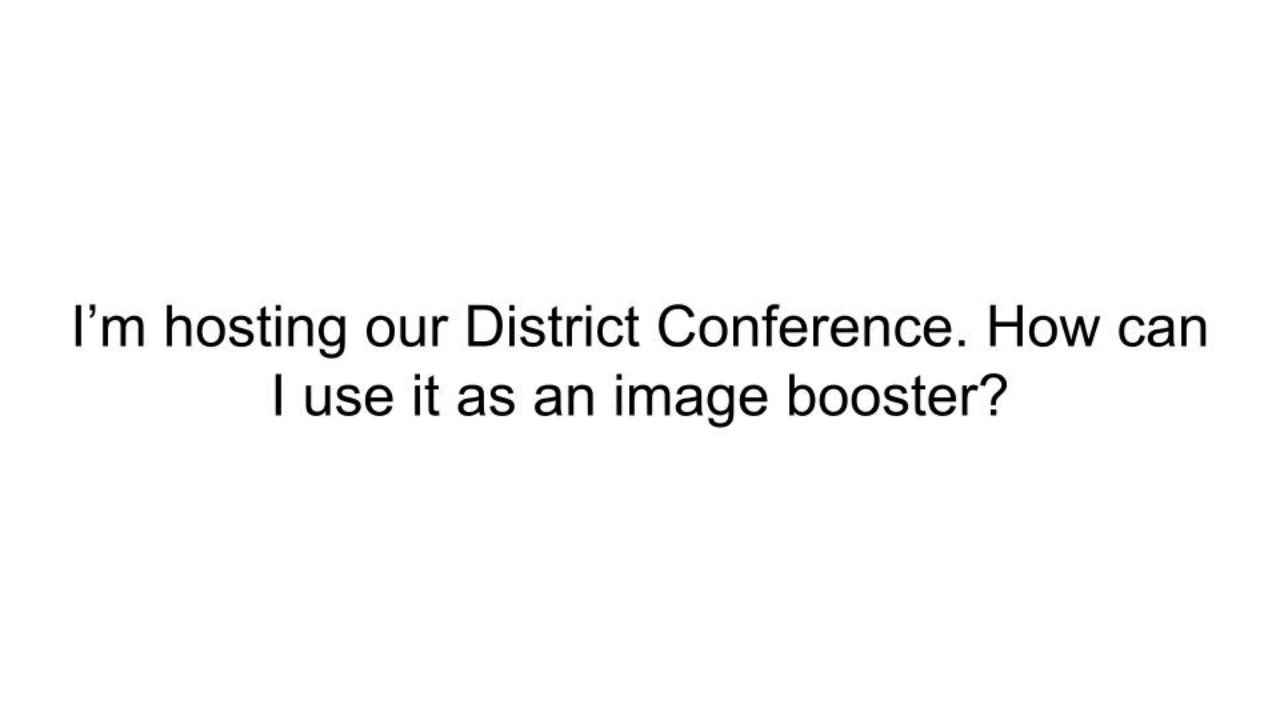 I’m hosting our District Conference. How can
I use it as an image booster?